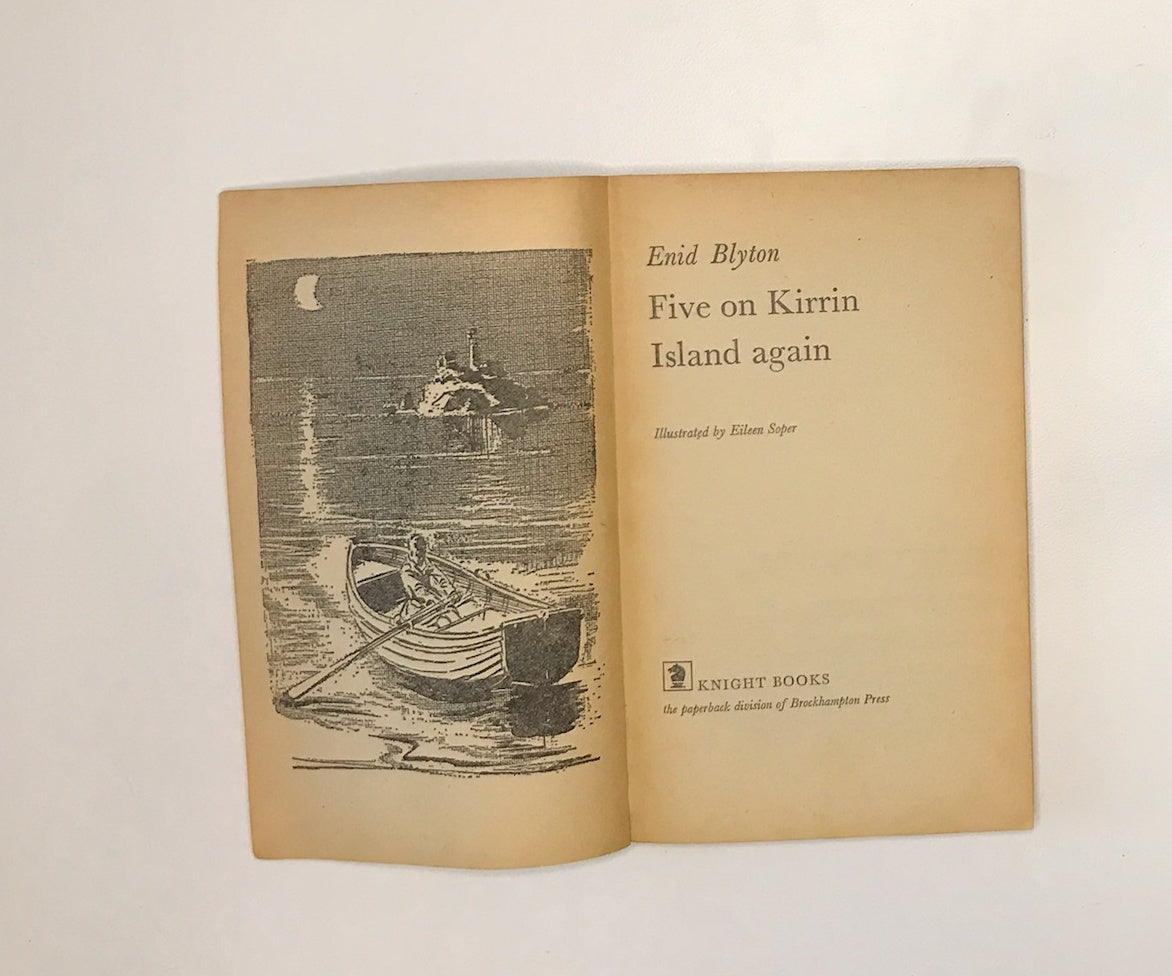 Enid Blyton
Five on Kirrin
Island again
Illustrated by Eileen Soper
KNIGHT BOOKS
the paperback division of Brockhampton Press